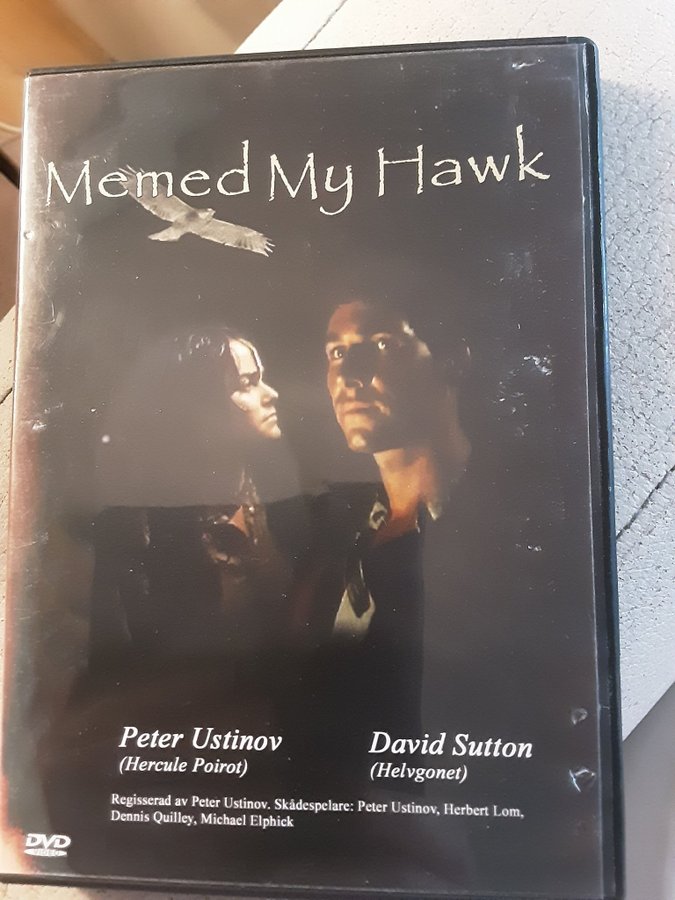 Memed My Hawk
Peter Ustinov
(Hercule Poirot)
David Sutton
(Helvgonet)
Regisserad av Peter Ustinov. Skådespelare: Peter Ustinov, Herbert Lom,
Dennis Quilley, Michael Elphick
DVD
VIDEO